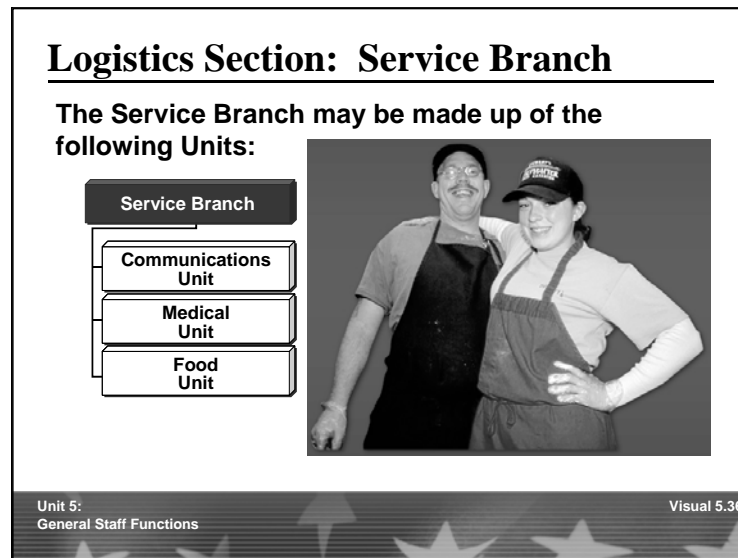 Logistics Section: Service Branch
The Service Branch may be made up of the
following Units:
Service Branch
Communications
Unit
Medical
Unit
Food
Unit
Unit 5:
General Staff Functions
Visual 5.36